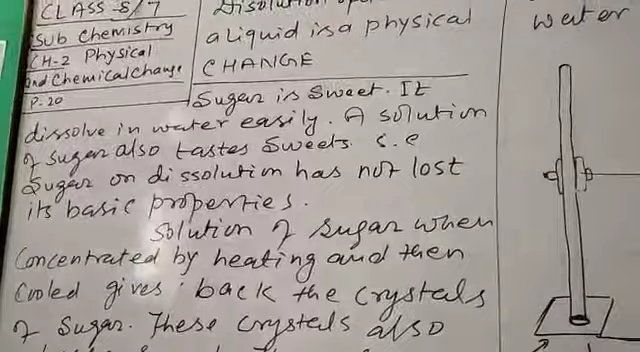 CLASS-8/7
Sub Chemistry
CH-2 Physical
and Chemical change
P. 20
a liquid is a physical
CHANGE
Sugar is Sweet. It
dissolve in water easily. A solution
of sugar also tastes Sweets. i.e
Sugar on dissolution has not lost
its basic properties.
Solution of sugar when
Concentrated by heating and then
Cooled gives back the crystals
of Sugar. These crystals also
water